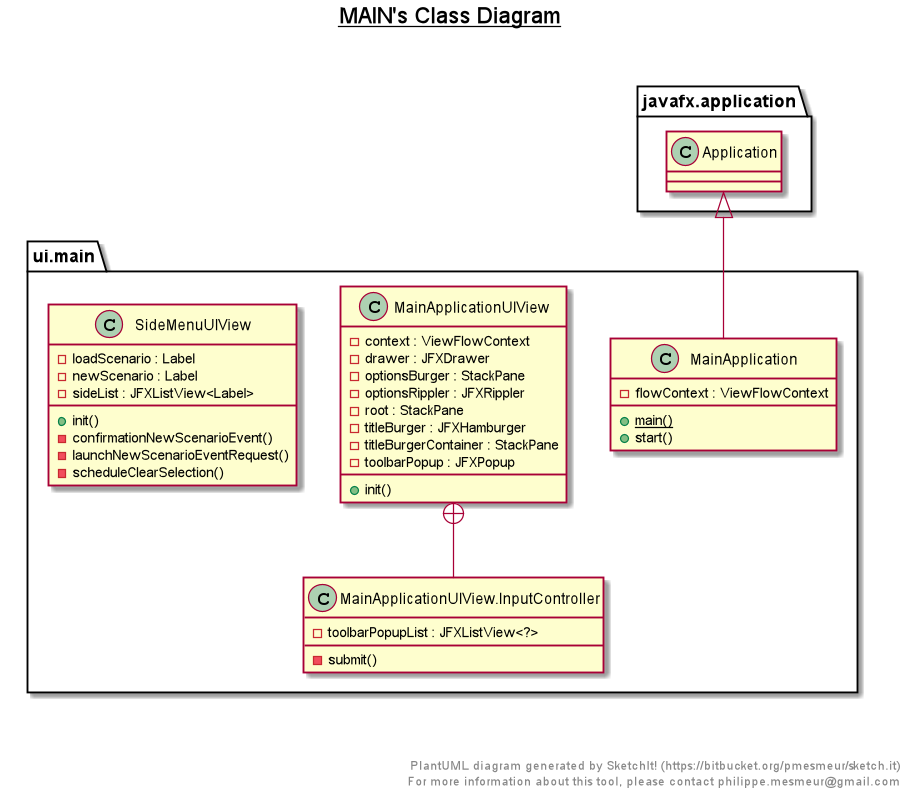 MAIN's Class Diagram
javafx.application
C Application
ui.main
C SideMenuUIView
loadScenario : Label
newScenario : Label
sideList : JFXListView<Label>
init()
confirmationNewScenarioEvent()
launchNewScenarioEventRequest()
scheduleClearSelection()
C MainApplicationUIView
context : ViewFlowContext
drawer : JFXDrawer
optionsBurger : StackPane
optionsRippler : JFXRippler
root : StackPane
titleBurger : JFXHamburger
titleBurgerContainer : StackPane
toolbarPopup : JFXPopup
init()
C MainApplication
flowContext : ViewFlowContext
main()
start()
C MainApplicationUIView.InputController
toolbarPopupList : JFXListView<?>
submit()
PlantUML diagram generated by SketchIt! (https://bitbucket.org/pmesmeur/sketch.it)
For more information about this tool, please contact philippe.mesmeur@gmail.com